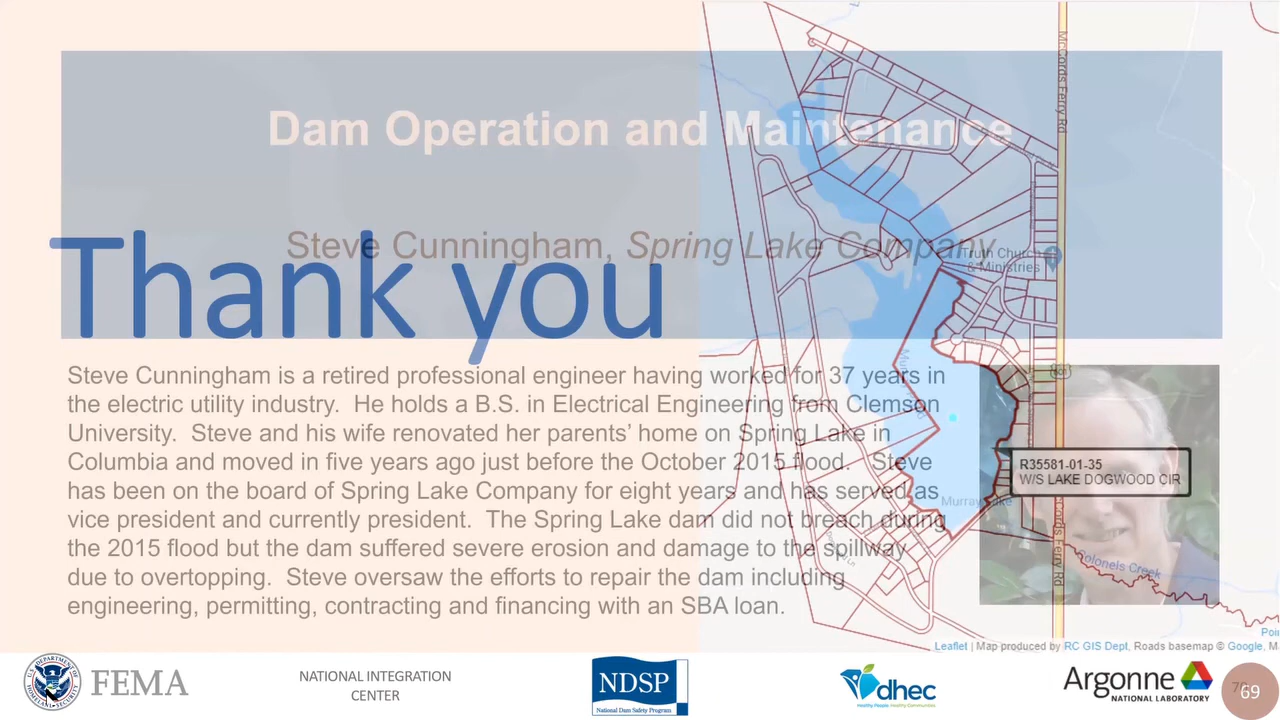 Dam Operation and Maintenance
Steve Cunningham, Spring Lake Company
Thank you
Steve Cunningham is a retired professional engineer having worked for 37 years in
the electric utility industry. He holds a B.S. in Electrical Engineering from Clemson
University. Steve and his wife renovated her parents’ home on Spring Lake in
Columbia and moved in five years ago just before the October 2015 flood. Steve
has been on the board of Spring Lake Company for eight years and has served as
vice president and currently president. The Spring Lake dam did not breach during
the 2015 flood but the dam suffered severe erosion and damage to the spillway
due to overtopping. Steve oversaw the efforts to repair the dam including
engineering, permitting, contracting and financing with an SBA loan.
McCords Ferry Rd
Truth Church
& Ministries
R35581-01-35
W/S LAKE DOGWOOD CIR
Murray Lake
Colonels Creek
Leaflet | Map produced by RC GIS Dept, Roads basemap © Google, M
FEMA
NATIONAL INTEGRATION
CENTER
NDSP
National Dam Safety Program
dhec
Healthy People. Healthy Communities.
Argonne
NATIONAL LABORATORY
69